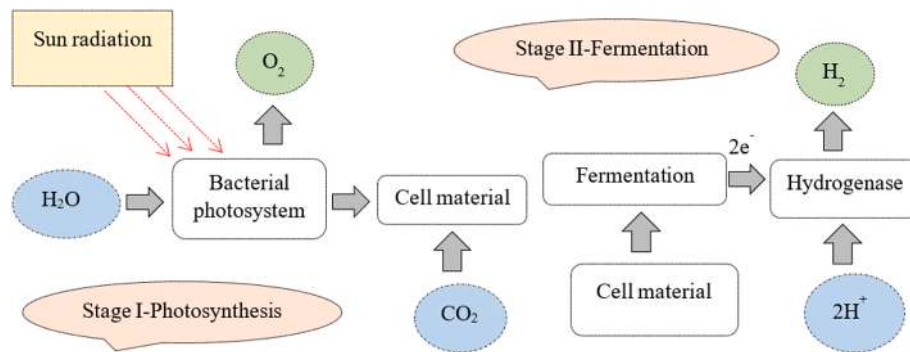 Sun radiation
O₂
Stage II-Fermentation
H₂
H₂O
Bacterial
photosystem
Cell material
Fermentation
2e⁻
Hydrogenase
Stage I-Photosynthesis
CO₂
Cell material
2H⁺